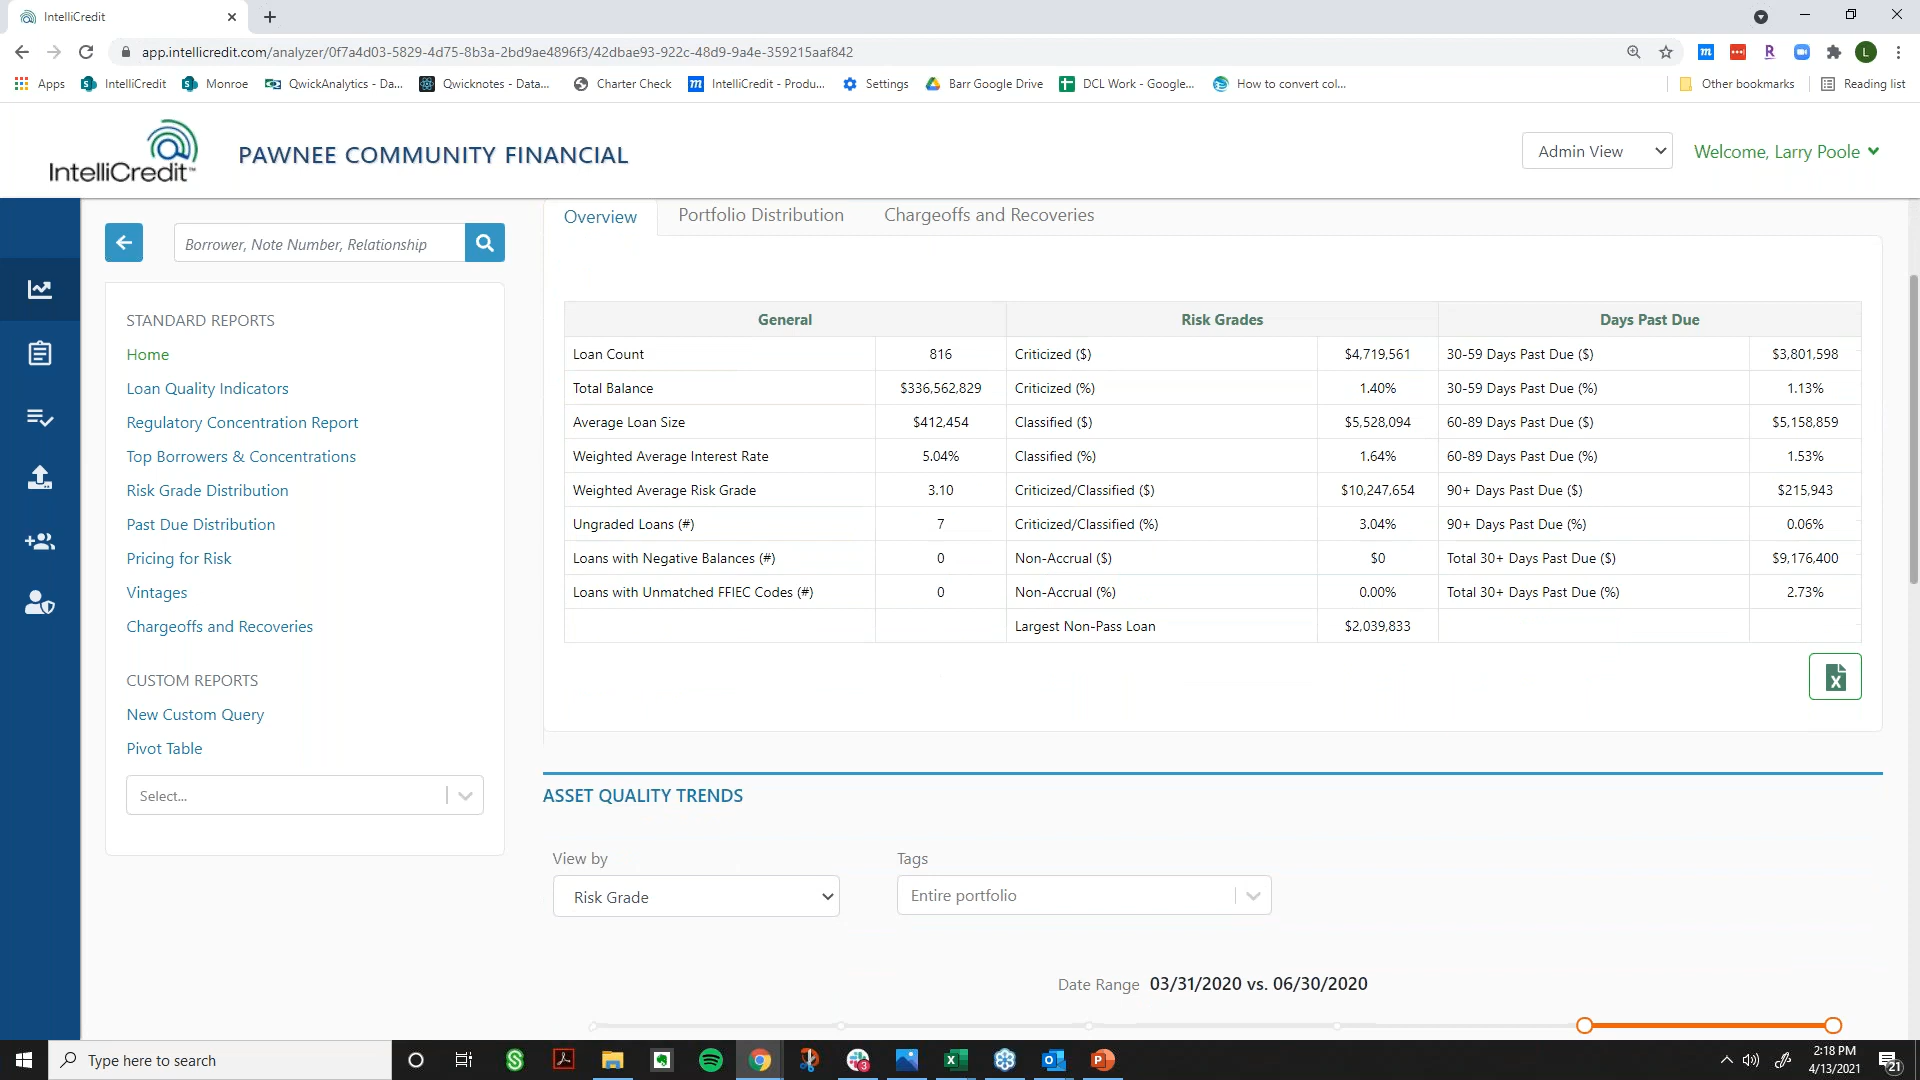 IntelliCredit
app.intellicredit.com/analyzer/0f7a4d03-5829-4d75-8b3a-2bd9ae4896f3/42dbae93-922c-48d9-9a4e-359215aaf842
Apps IntelliCredit Monroe QwickAnalytics - Da... Qwicknotes - Data... Charter Check IntelliCredit - Produ... Settings Barr Google Drive DCL Work - Google... How to convert col... Other bookmarks Reading list
IntelliCredit™
PAWNEE COMMUNITY FINANCIAL
Admin View
Welcome, Larry Poole
Borrower, Note Number, Relationship
STANDARD REPORTS
Home
Loan Quality Indicators
Regulatory Concentration Report
Top Borrowers & Concentrations
Risk Grade Distribution
Past Due Distribution
Pricing for Risk
Vintages
Chargeoffs and Recoveries
CUSTOM REPORTS
New Custom Query
Pivot Table
Select...
Overview Portfolio Distribution Chargeoffs and Recoveries
General Risk Grades Days Past Due
Loan Count 816 Criticized ($) $4,719,561 30-59 Days Past Due ($) $3,801,598
Total Balance $336,562,829 Criticized (%) 1.40% 30-59 Days Past Due (%) 1.13%
Average Loan Size $412,454 Classified ($) $5,528,094 60-89 Days Past Due ($) $5,158,859
Weighted Average Interest Rate 5.04% Classified (%) 1.64% 60-89 Days Past Due (%) 1.53%
Weighted Average Risk Grade 3.10 Criticized/Classified ($) $10,247,654 90+ Days Past Due ($) $215,943
Ungraded Loans (#) 7 Criticized/Classified (%) 3.04% 90+ Days Past Due (%) 0.06%
Loans with Negative Balances (#) 0 Non-Accrual ($) $0 Total 30+ Days Past Due ($) $9,176,400
Loans with Unmatched FFIEC Codes (#) 0 Non-Accrual (%) 0.00% Total 30+ Days Past Due (%) 2.73%
Largest Non-Pass Loan $2,039,833
ASSET QUALITY TRENDS
View by Tags
Risk Grade Entire portfolio
Date Range 03/31/2020 vs. 06/30/2020
Type here to search
2:18 PM
4/13/2021
21